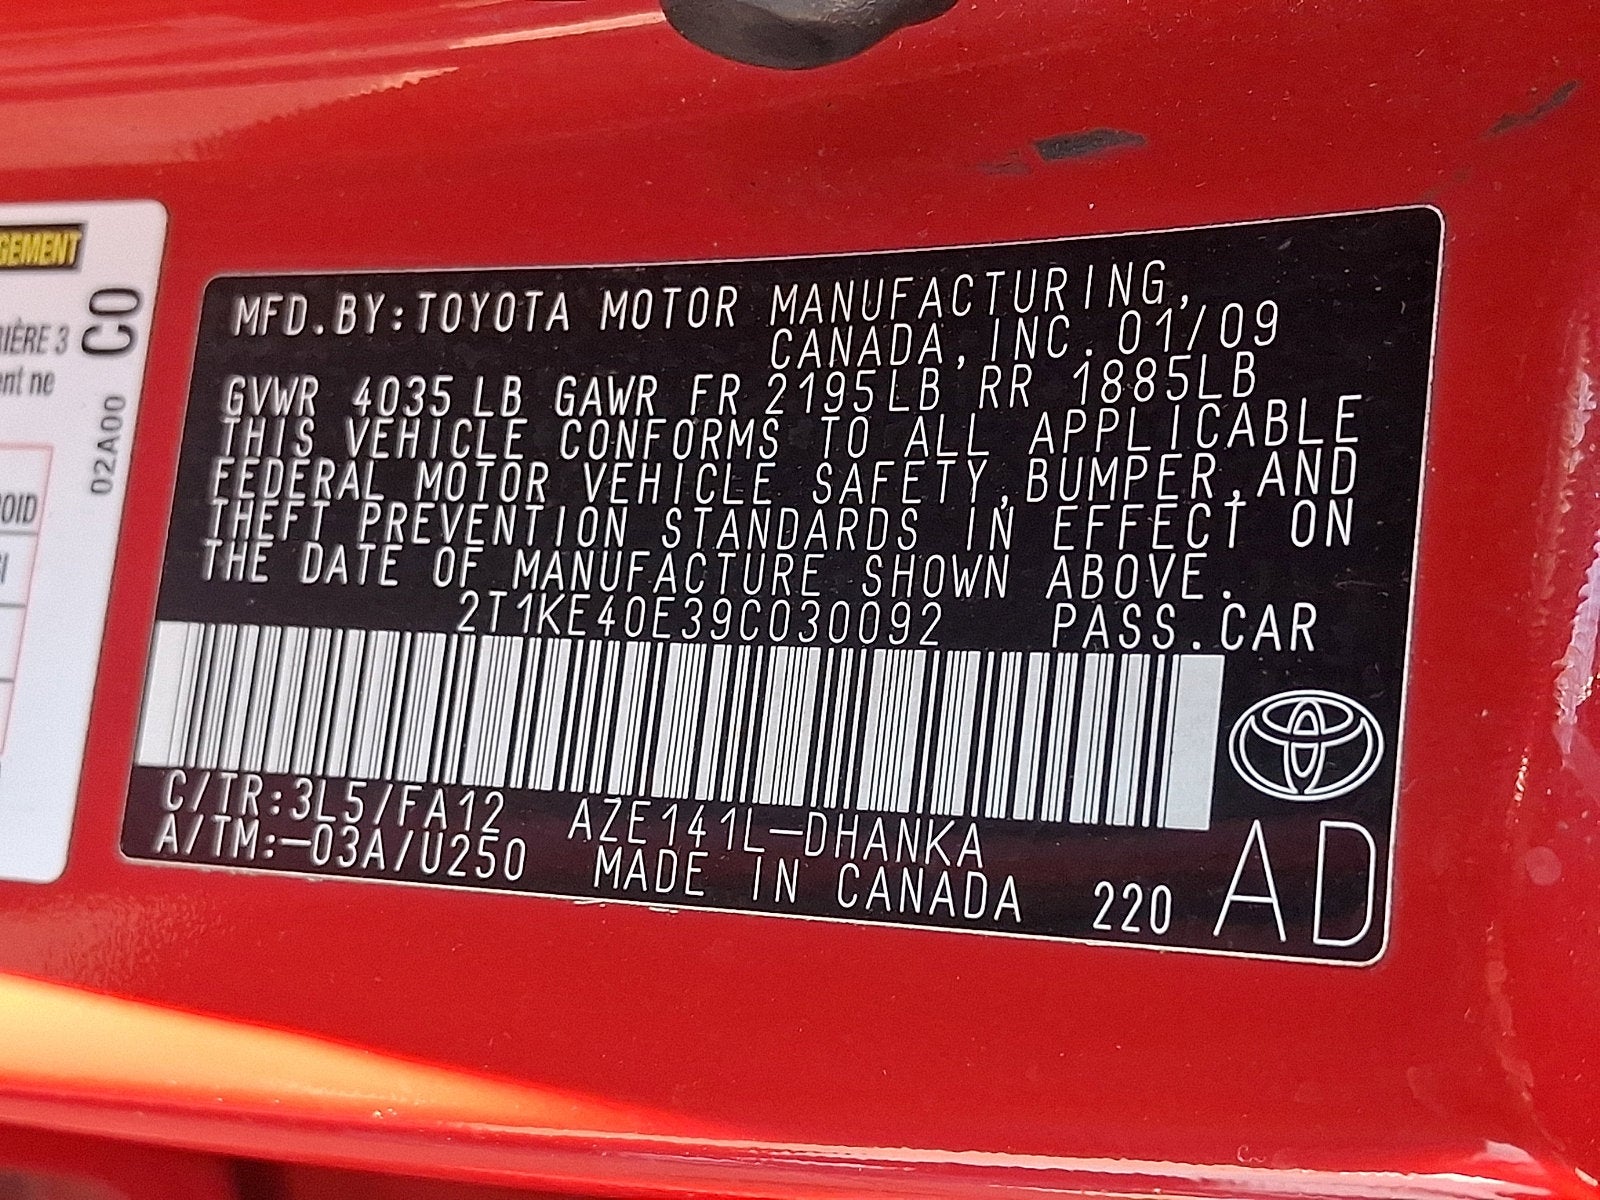 GEMENT
IÈRE 3
ent ne
CO
02A00
OID
MFD.BY:TOYOTA MOTOR MANUFACTURING,
CANADA,INC. 01/09
GVWR 4035 LB GAWR FR 2195LB RR 1885LB
THIS VEHICLE CONFORMS TO ALL APPLICABLE
FEDERAL MOTOR VEHICLE SAFETY,BUMPER,AND
THEFT PREVENTION STANDARDS IN EFFECT ON
THE DATE OF MANUFACTURE SHOWN ABOVE.
2T1KE40E39C030092 PASS.CAR
C/TR:3L5/FA12 AZE141L-DHANKA
A/TM:-03A/U250 MADE IN CANADA 220 AD